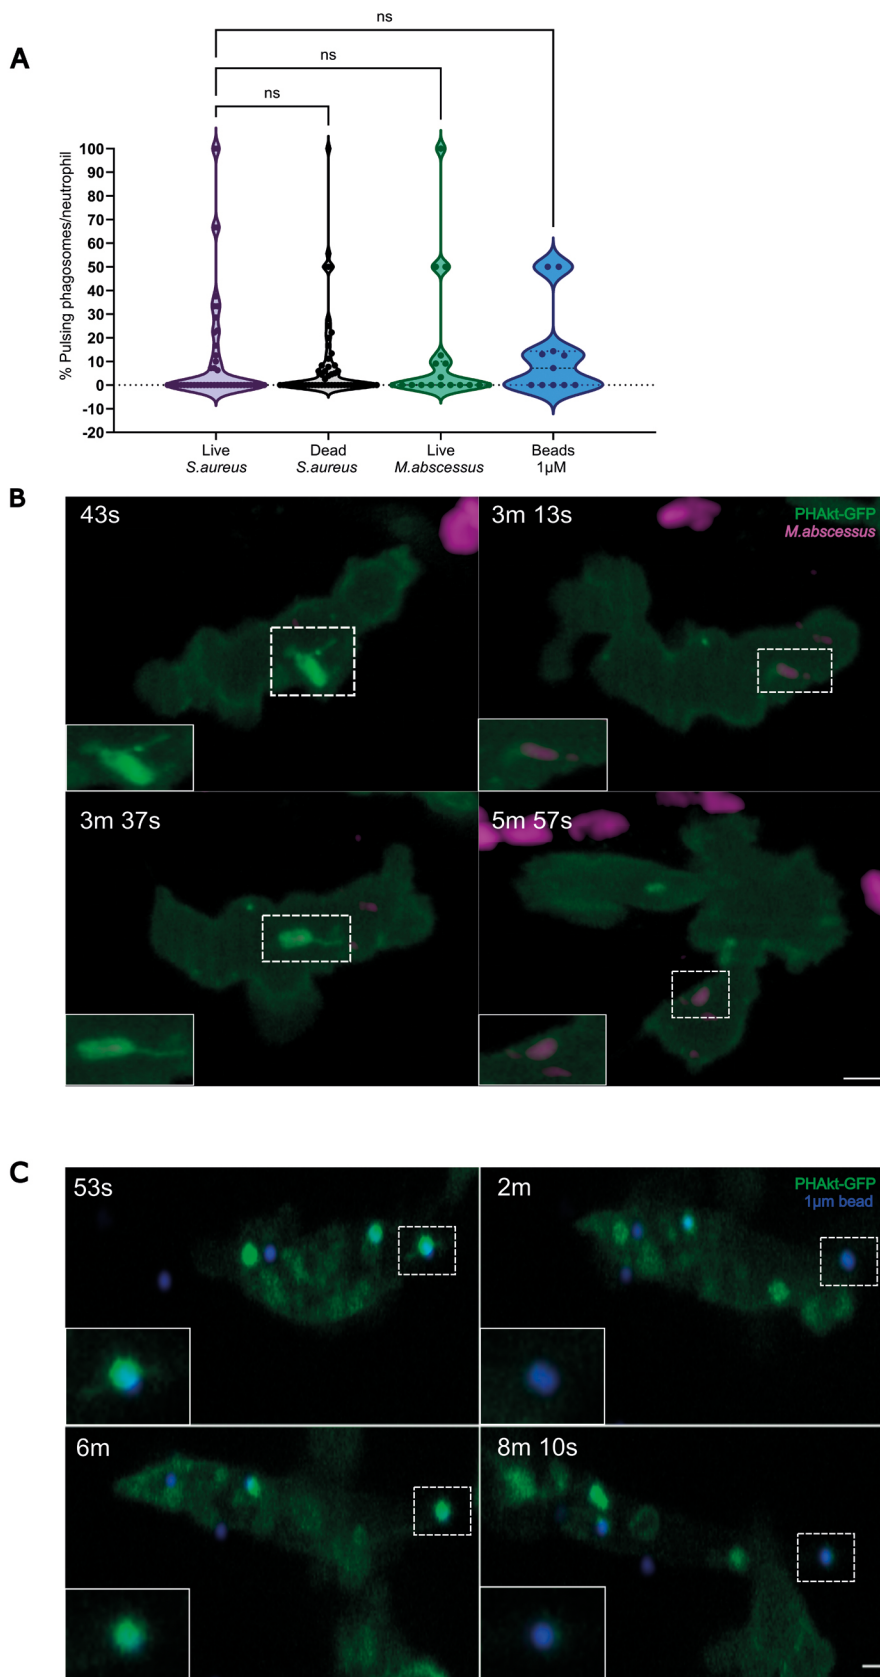 A
ns
ns
ns
% Pulsing phagosomes/neutrophil
100
90
80
70
60
50
40
30
20
10
0
-10
-20
Live
S.aureus
Dead
S.aureus
Live
M.abscessus
Beads
1µM
B
43s
3m 13s
PHAkt-GFP
M.abscessus
3m 37s
5m 57s
C
53s
2m
PHAkt-GFP
1µm bead
6m
8m 10s